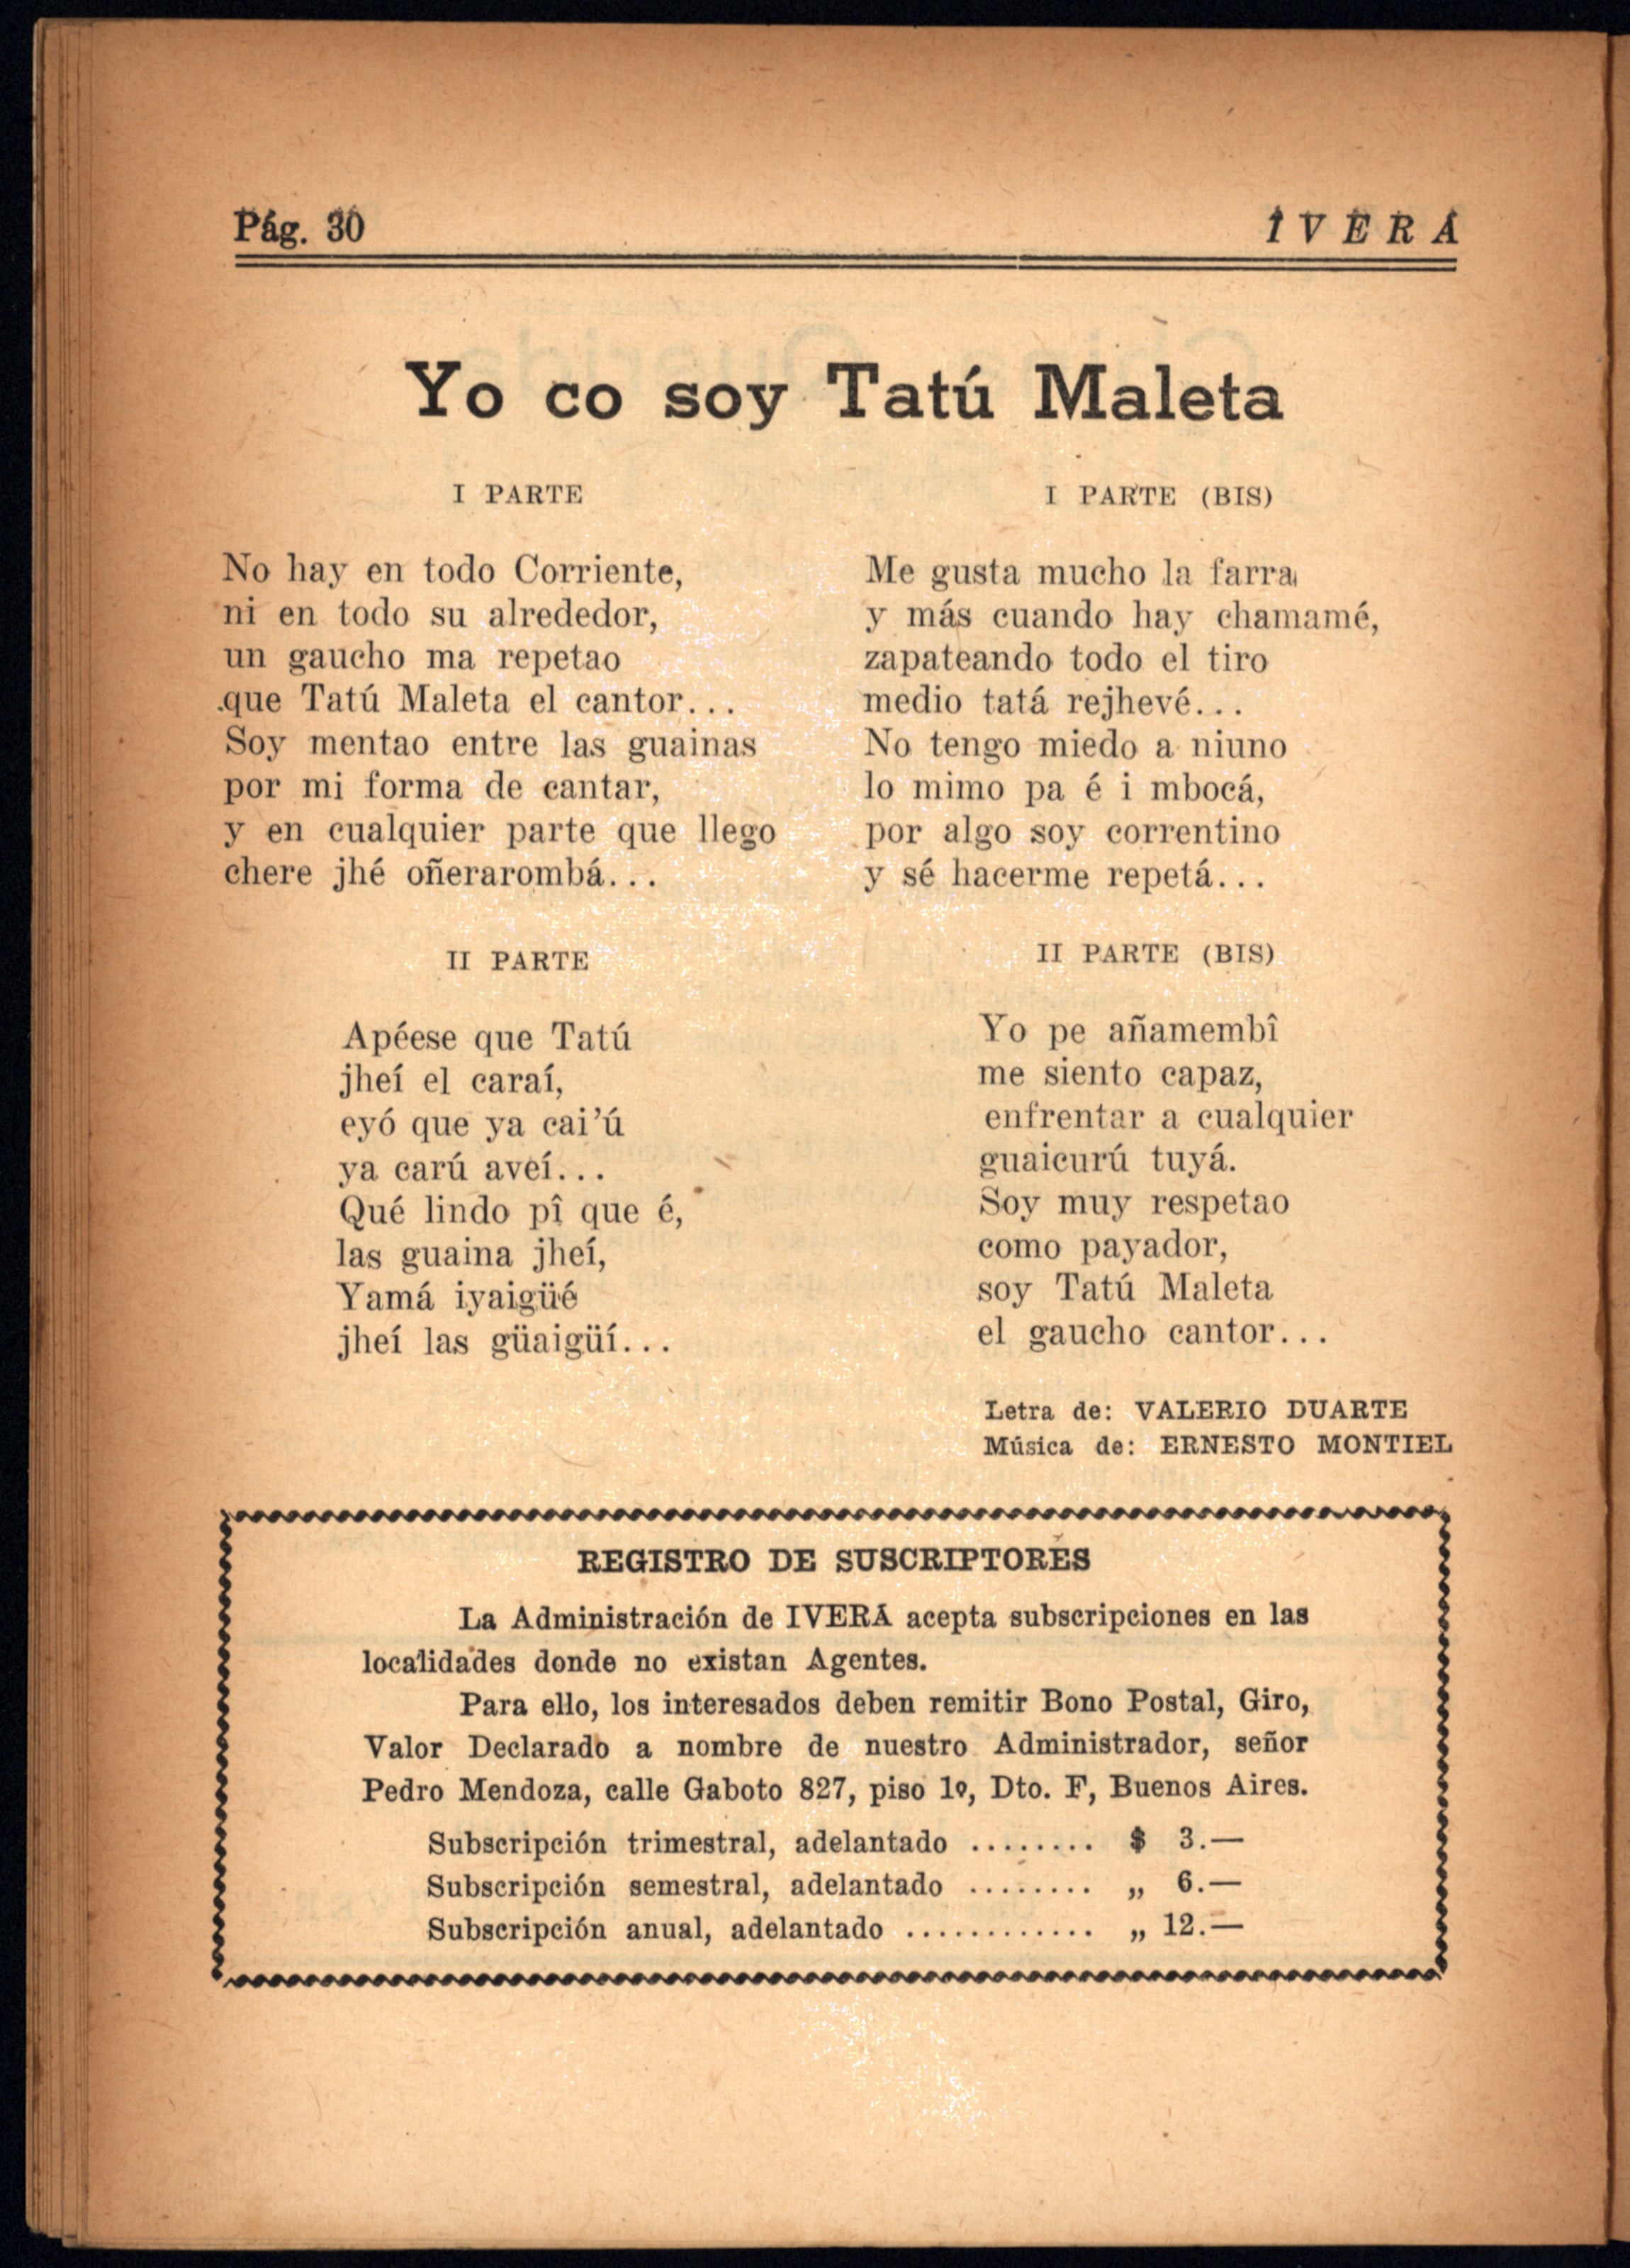 Pág. 30
IVERÁ
Yo co soy Tatú Maleta
I PARTE
No hay en todo Corriente,
ni en todo su alrededor,
un gaucho ma repetao
que Tatú Maleta el cantor...
Soy mentao entre las guainas
por mi forma de cantar,
y en cualquier parte que llego
chere jhé oñerarombá...
II PARTE
Apéese que Tatú
jheí el caraí,
eyó que ya cai'ú
ya carú aveí...
Qué lindo pî que é,
las guaina jheí,
Yamá iyaigüé
jheí las güaigüí...
I PARTE (BIS)
Me gusta mucho la farra,
y más cuando hay chamamé,
zapateando todo el tiro
medio tatá rejhevé...
No tengo miedo a niuno
lo mimo pa é i mbocá,
por algo soy correntino
y sé hacerme repetá...
II PARTE (BIS)
Yo pe añamembî
me siento capaz,
enfrentar a cualquier
guaicurú tuyá.
Soy muy respetao
como payador,
soy Tatú Maleta
el gaucho cantor...
Letra de: VALERIO DUARTE
Música de: ERNESTO MONTIEL
REGISTRO DE SUSCRIPTORES
La Administración de IVERÁ acepta subscripciones en las
localidades donde no existan Agentes.
Para ello, los interesados deben remitir Bono Postal, Giro,
Valor Declarado a nombre de nuestro Administrador, señor
Pedro Mendoza, calle Gaboto 827, piso 1º, Dto. F, Buenos Aires.
Subscripción trimestral, adelantado ........ $ 3.—
Subscripción semestral, adelantado ........ „ 6.—
Subscripción anual, adelantado ............ „ 12.—